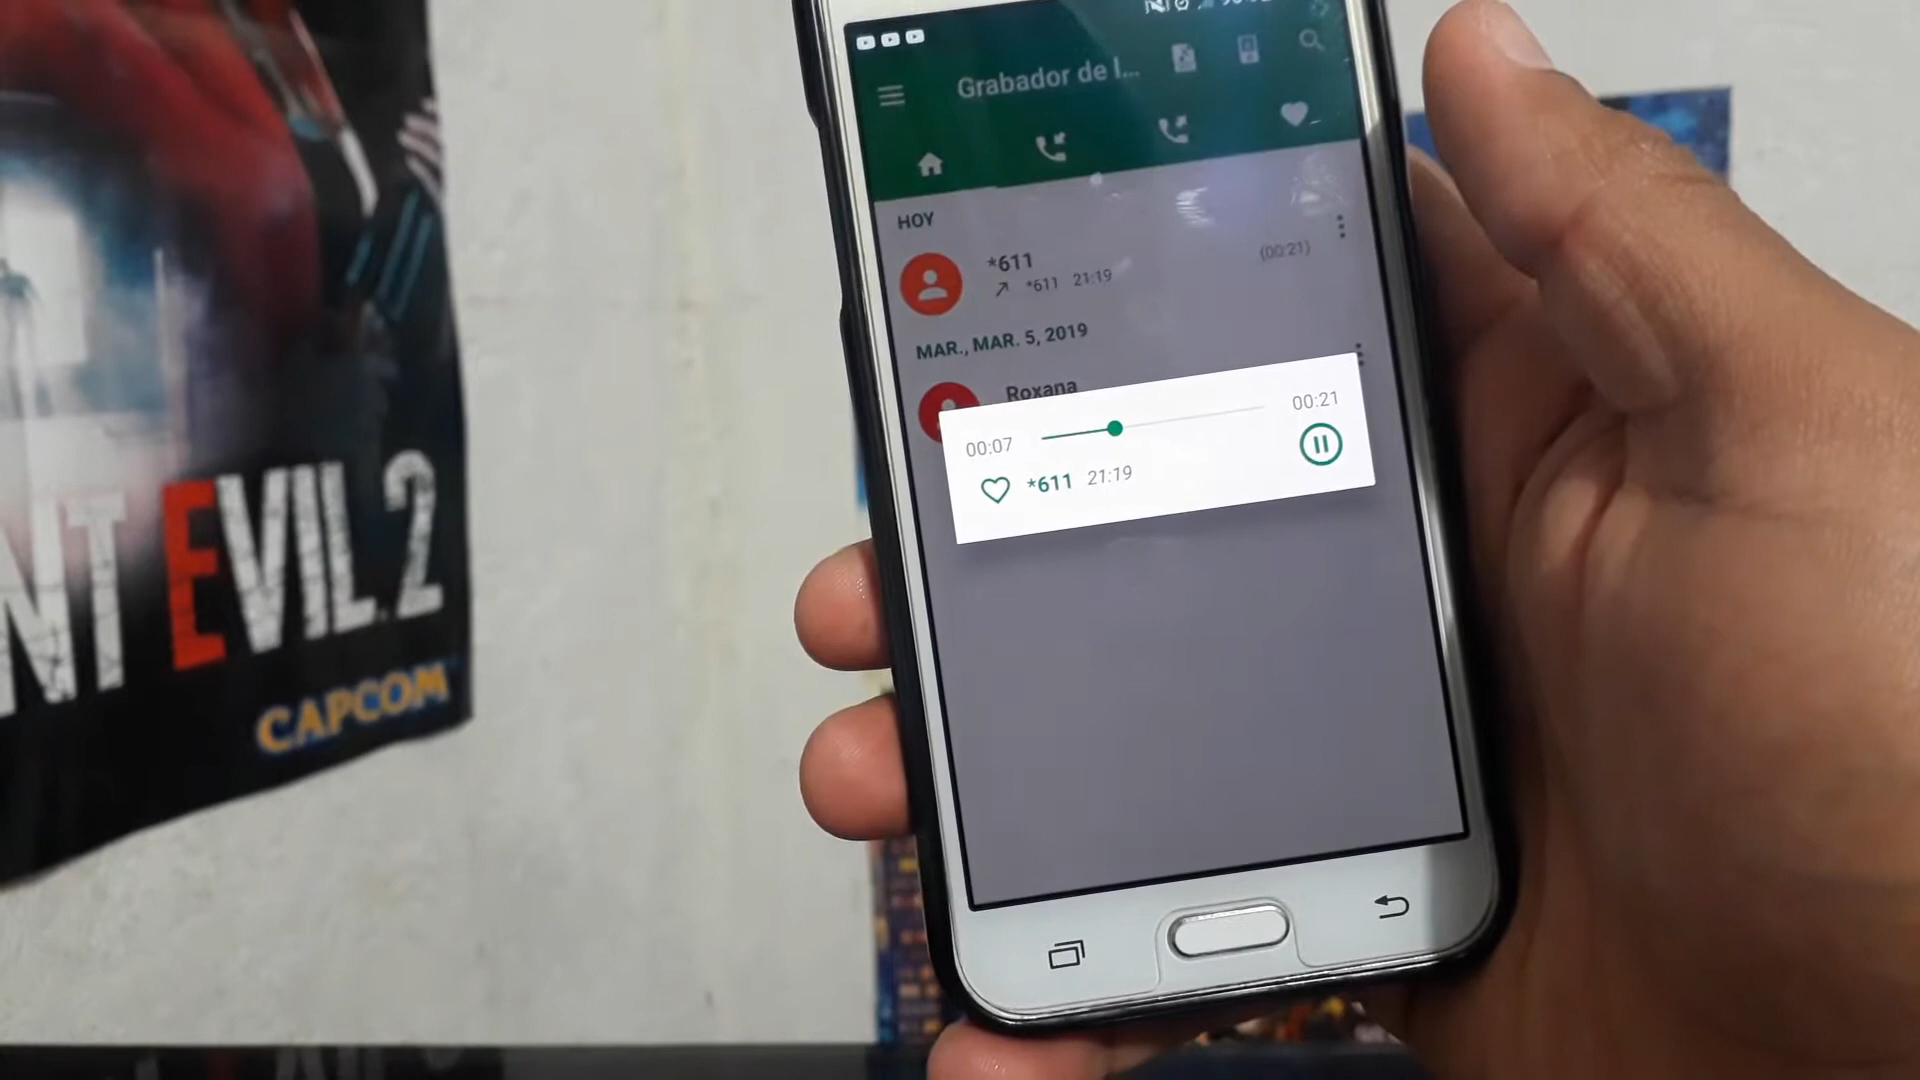 NT EVIL 2
CAPCOM
Grabador de l...
HOY
*611
(00:21)
*611 21:19
MAR., MAR. 5, 2019
Roxana
00:07
00:21
*611 21:19